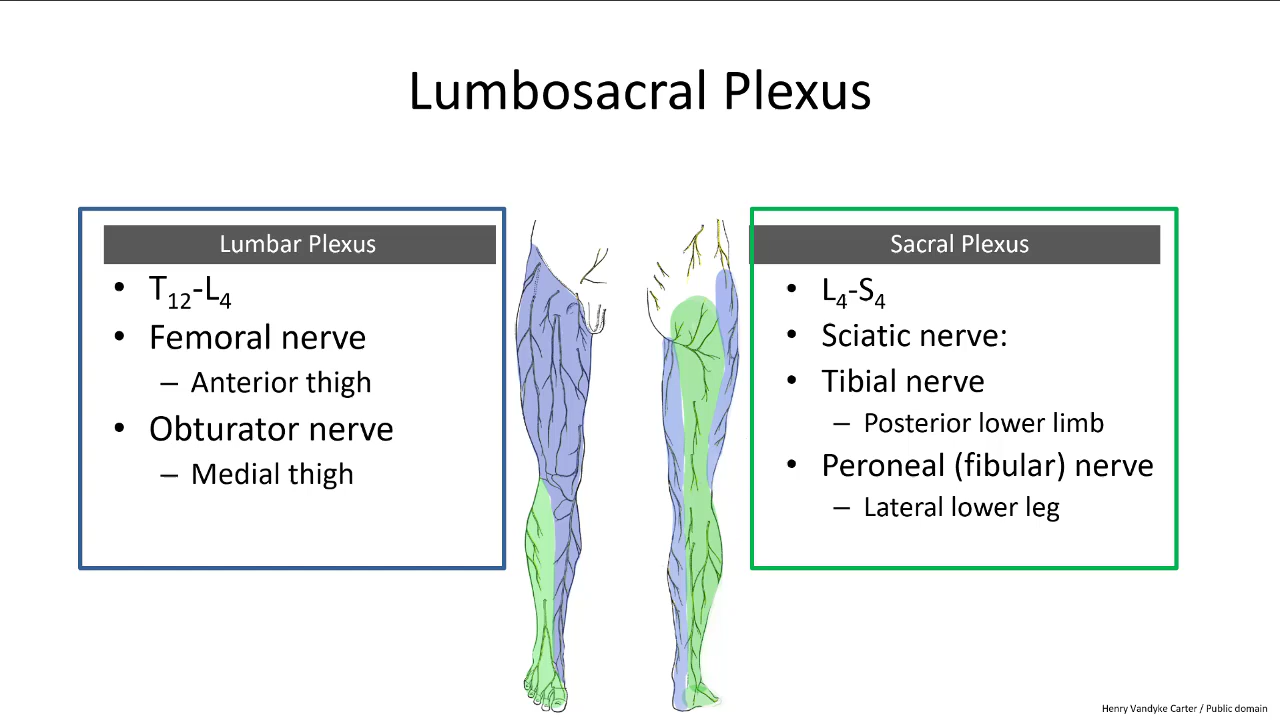 Lumbosacral Plexus
Lumbar Plexus
• T₁₂-L₄
• Femoral nerve
– Anterior thigh
• Obturator nerve
– Medial thigh
Sacral Plexus
• L₄-S₄
• Sciatic nerve:
• Tibial nerve
– Posterior lower limb
• Peroneal (fibular) nerve
– Lateral lower leg
Henry Vandyke Carter / Public domain